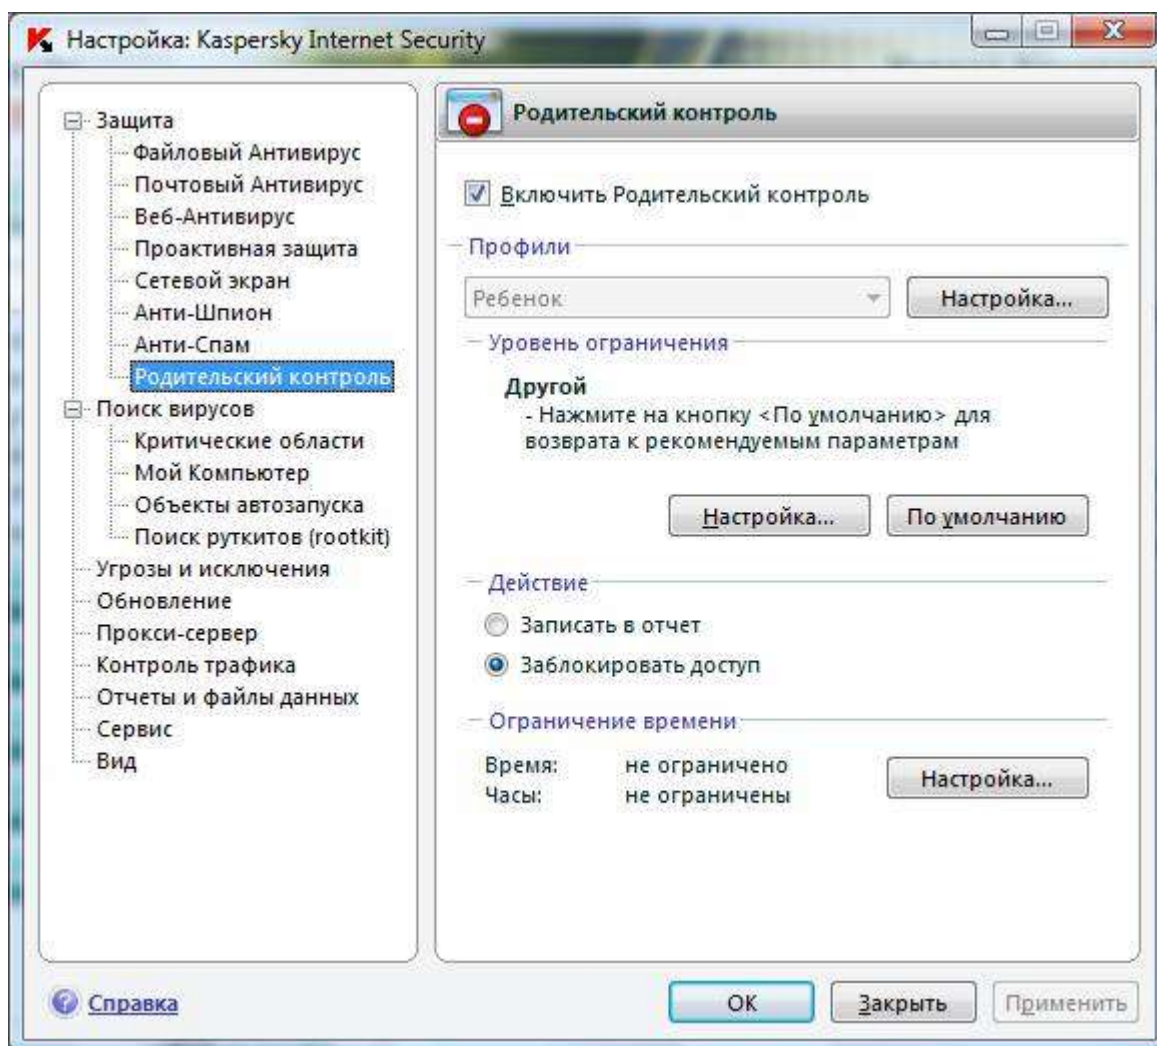 Настройка: Kaspersky Internet Security
Защита
Файловый Антивирус
Почтовый Антивирус
Веб-Антивирус
Проактивная защита
Сетевой экран
Анти-Шпион
Анти-Спам
Родительский контроль
Поиск вирусов
Критические области
Мой Компьютер
Объекты автозапуска
Поиск руткитов (rootkit)
Угрозы и исключения
Обновление
Прокси-сервер
Контроль трафика
Отчеты и файлы данных
Сервис
Вид
Родительский контроль
Включить Родительский контроль
Профили
Ребенок
Настройка...
Уровень ограничения
Другой
- Нажмите на кнопку <По умолчанию> для
возврата к рекомендуемым параметрам
Настройка...
По умолчанию
Действие
Записать в отчет
Заблокировать доступ
Ограничение времени
Время: не ограничено
Часы: не ограничены
Настройка...
Справка
ОК
Закрыть
Применить